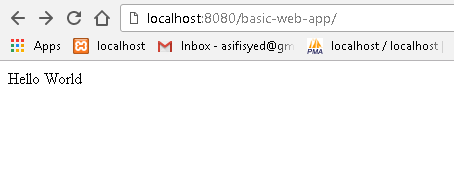 localhost:8080/basic-web-app/
Apps localhost Inbox - asifisyed@gm localhost / localhost
PMA
Hello World